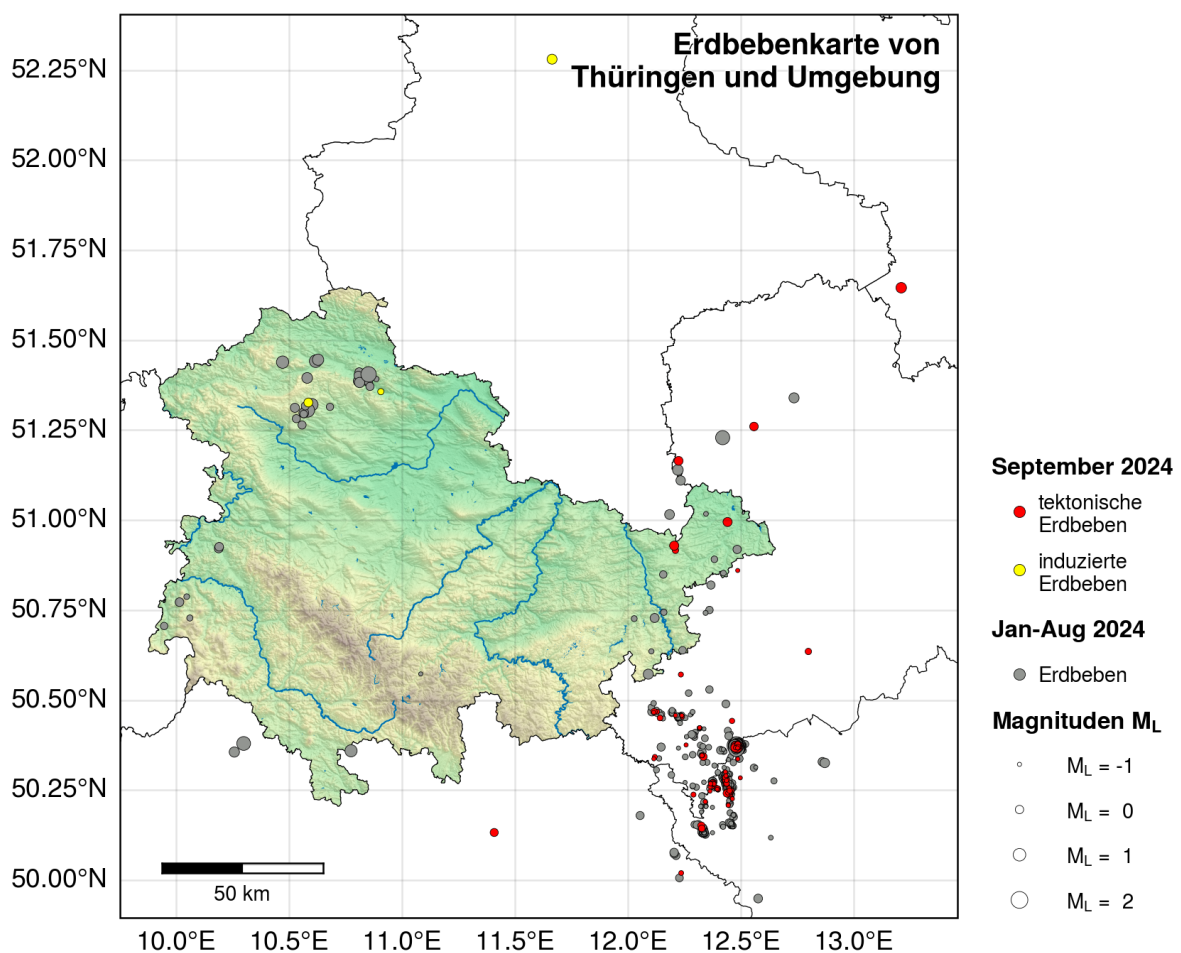 Erdbebenkarte von
Thüringen und Umgebung
52.25°N
52.00°N
51.75°N
51.50°N
51.25°N
51.00°N
50.75°N
50.50°N
50.25°N
50.00°N
50 km
10.0°E 10.5°E 11.0°E 11.5°E 12.0°E 12.5°E 13.0°E
September 2024
tektonische
Erdbeben
induzierte
Erdbeben
Jan-Aug 2024
Erdbeben
Magnituden ML
ML = -1
ML = 0
ML = 1
ML = 2